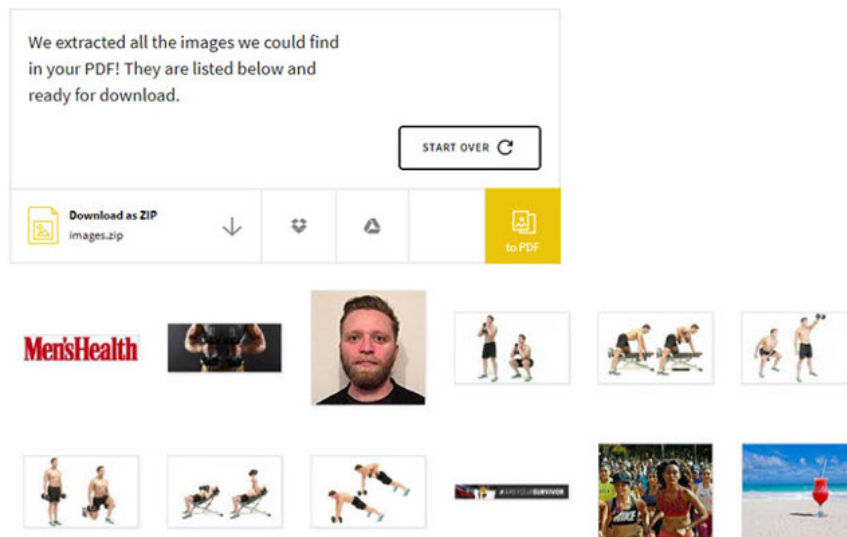 We extracted all the images we could find
in your PDF! They are listed below and
ready for download.
START OVER
Download as ZIP
images.zip
to PDF
Men'sHealth
#AREYOUASURVIVOR